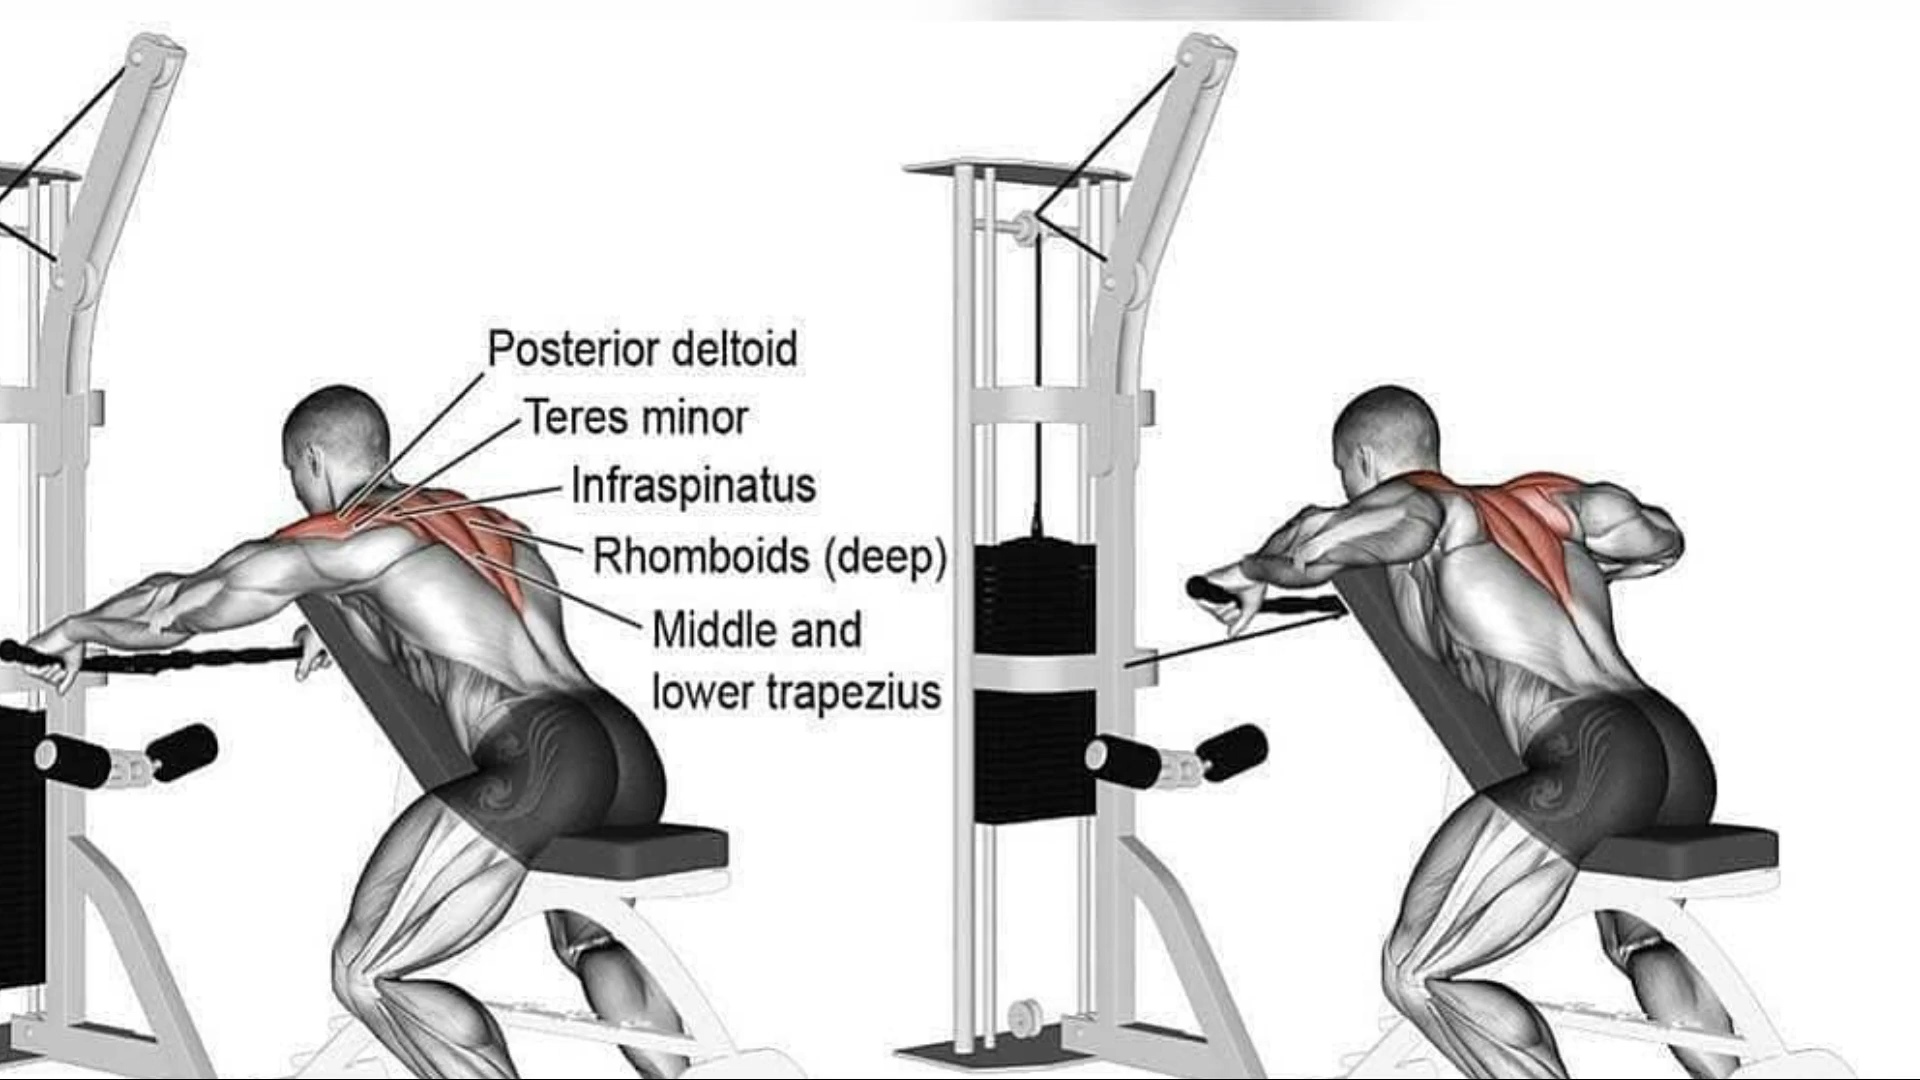 Posterior deltoid
Teres minor
Infraspinatus
Rhomboids (deep)
Middle and
lower trapezius